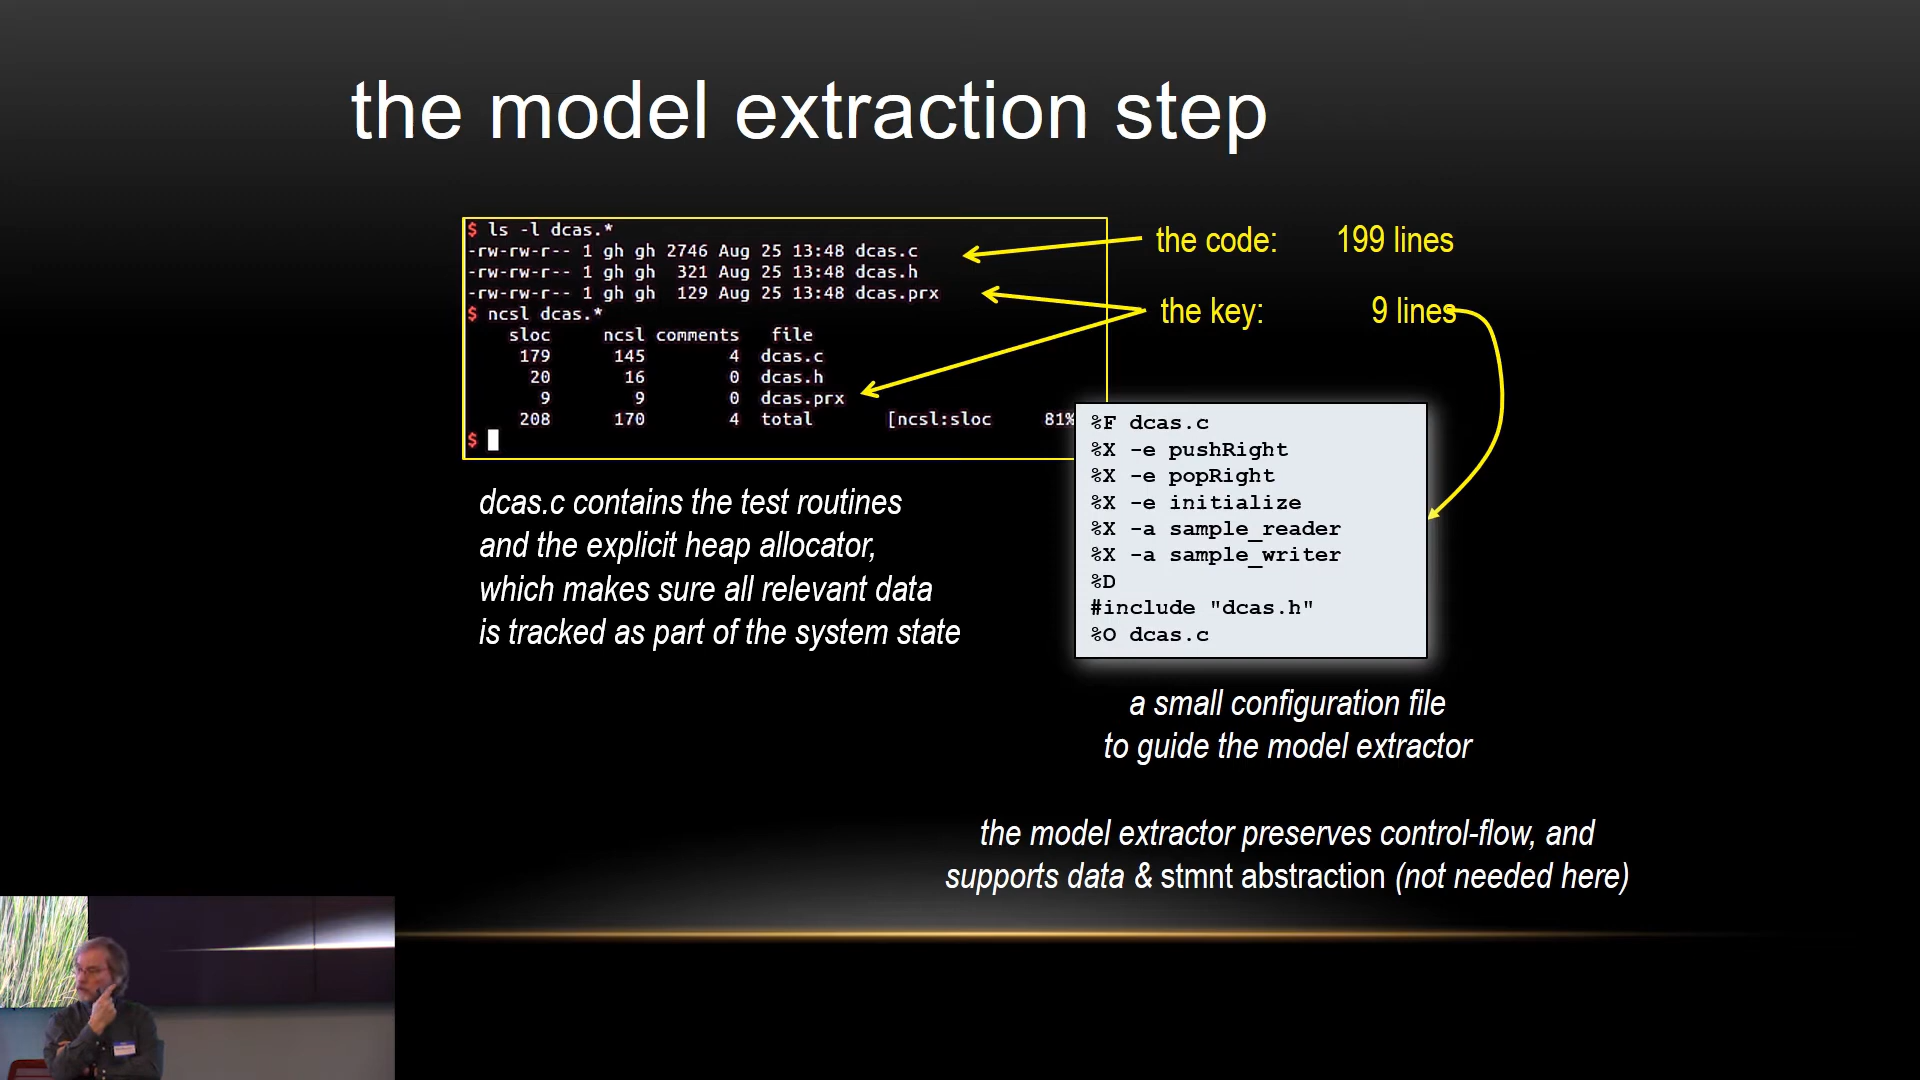 the model extraction step
$ ls -l dcas.*
-rw-rw-r-- 1 gh gh 2746 Aug 25 13:48 dcas.c
-rw-rw-r-- 1 gh gh  321 Aug 25 13:48 dcas.h
-rw-rw-r-- 1 gh gh  129 Aug 25 13:48 dcas.prx
$ ncsl dcas.*
sloc ncsl comments file
179 145 4 dcas.c
20 16 0 dcas.h
9 9 0 dcas.prx
208 170 4 total [ncsl:sloc 81%
$
the code: 199 lines
the key: 9 lines
%F dcas.c
%X -e pushRight
%X -e popRight
%X -e initialize
%X -a sample_reader
%X -a sample_writer
%D
#include "dcas.h"
%O dcas.c
dcas.c contains the test routines
and the explicit heap allocator,
which makes sure all relevant data
is tracked as part of the system state
a small configuration file
to guide the model extractor
the model extractor preserves control-flow, and
supports data & stmnt abstraction (not needed here)